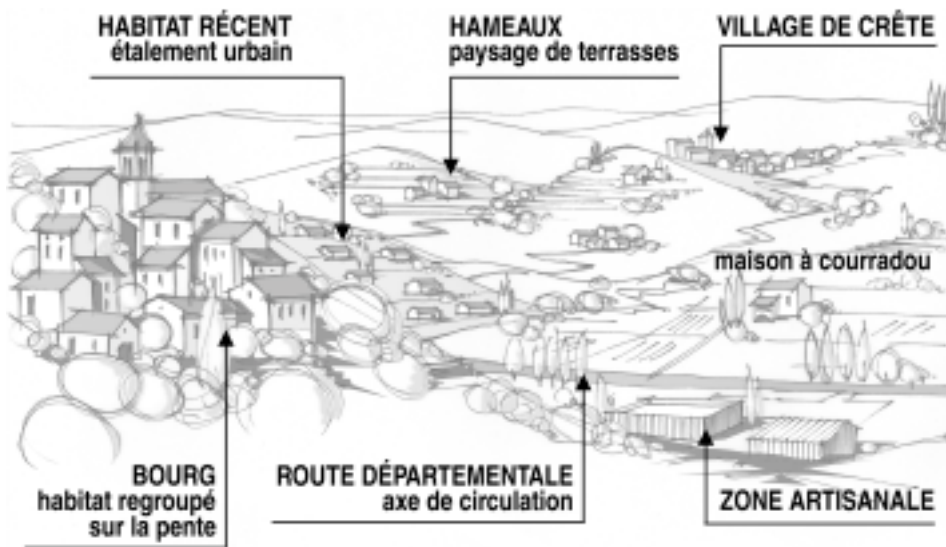 HABITAT RÉCENT
étalement urbain
HAMEAUX
paysage de terrasses
VILLAGE DE CRÊTE
maison à courradou
BOURG
habitat regroupé
sur la pente
ROUTE DÉPARTEMENTALE
axe de circulation
ZONE ARTISANALE